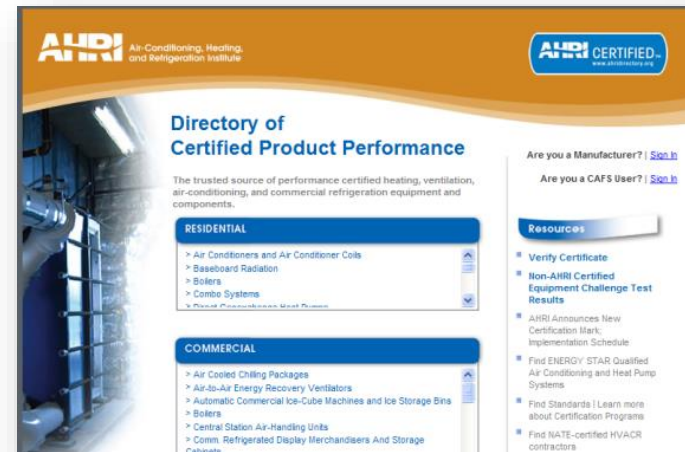 AHRI
Air-Conditioning, Heating,
and Refrigeration Institute
AHRI CERTIFIED™
www.ahridirectory.org
Directory of
Certified Product Performance
The trusted source of performance certified heating, ventilation,
air-conditioning, and commercial refrigeration equipment and
components.
RESIDENTIAL
> Air Conditioners and Air Conditioner Coils
> Baseboard Radiation
> Boilers
> Combo Systems
> Direct Geoexchange Heat Pumps
COMMERCIAL
> Air Cooled Chilling Packages
> Air-to-Air Energy Recovery Ventilators
> Automatic Commercial Ice-Cube Machines and Ice Storage Bins
> Boilers
> Central Station Air-Handling Units
> Comm. Refrigerated Display Merchandisers And Storage
Cabinets
Are you a Manufacturer? | Sign In
Are you a CAFS User? | Sign In
Resources
Verify Certificate
Non-AHRI Certified
Equipment Challenge Test
Results
AHRI Announces New
Certification Mark;
Implementation Schedule
Find ENERGY STAR Qualified
Air Conditioning and Heat Pump
Systems
Find Standards | Learn more
about Certification Programs
Find NATE-certified HVACR
contractors